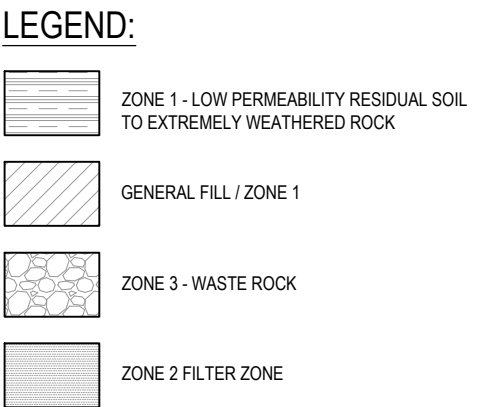 LEGEND:
ZONE 1 - LOW PERMEABILITY RESIDUAL SOIL
TO EXTREMELY WEATHERED ROCK
GENERAL FILL / ZONE 1
ZONE 3 - WASTE ROCK
ZONE 2 FILTER ZONE